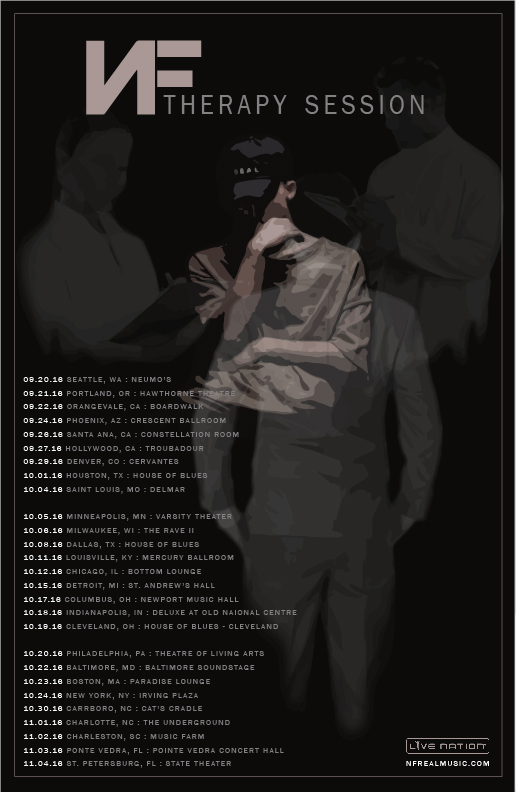 NF
THERAPY SESSION
09.20.16 SEATTLE, WA : NEUMO'S
09.21.16 PORTLAND, OR : HAWTHORNE THEATRE
09.22.16 ORANGEVALE, CA : BOARDWALK
09.24.16 PHOENIX, AZ : CRESCENT BALLROOM
09.26.16 SANTA ANA, CA : CONSTELLATION ROOM
09.27.16 HOLLYWOOD, CA : TROUBADOUR
09.29.16 DENVER, CO : CERVANTES
10.01.16 HOUSTON, TX : HOUSE OF BLUES
10.04.16 SAINT LOUIS, MO : DELMAR
10.05.16 MINNEAPOLIS, MN : VARSITY THEATER
10.06.16 MILWAUKEE, WI : THE RAVE II
10.08.16 DALLAS, TX : HOUSE OF BLUES
10.11.16 LOUISVILLE, KY : MERCURY BALLROOM
10.12.16 CHICAGO, IL : BOTTOM LOUNGE
10.15.16 DETROIT, MI : ST. ANDREW'S HALL
10.17.16 COLUMBUS, OH : NEWPORT MUSIC HALL
10.18.16 INDIANAPOLIS, IN : DELUXE AT OLD NAIONAL CENTRE
10.19.16 CLEVELAND, OH : HOUSE OF BLUES - CLEVELAND
10.20.16 PHILADELPHIA, PA : THEATRE OF LIVING ARTS
10.22.16 BALTIMORE, MD : BALTIMORE SOUNDSTAGE
10.23.16 BOSTON, MA : PARADISE LOUNGE
10.24.16 NEW YORK, NY : IRVING PLAZA
10.30.16 CARRBORO, NC : CAT'S CRADLE
11.01.16 CHARLOTTE, NC : THE UNDERGROUND
11.02.16 CHARLESTON, SC : MUSIC FARM
11.03.16 PONTE VEDRA, FL : POINTE VEDRA CONCERT HALL
11.04.16 ST. PETERSBURG, FL : STATE THEATER
LIVE NATION
NFREALMUSIC.COM